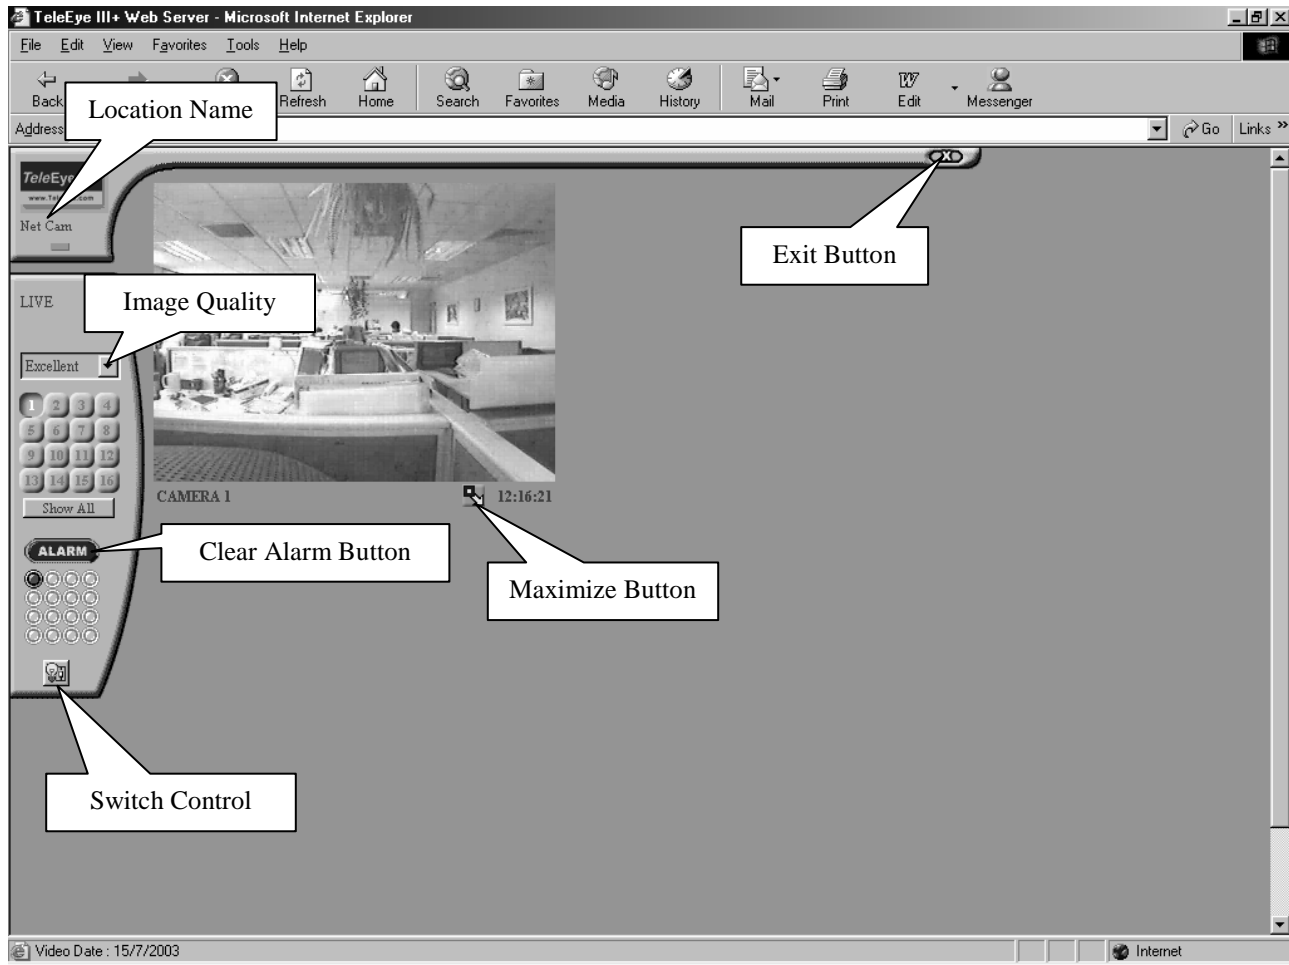 TeleEye III+ Web Server - Microsoft Internet Explorer
File Edit View Favorites Tools Help
Back Refresh Home Search Favorites Media History Mail Print Edit Messenger
Location Name
Address Go Links »
TeleEye
Net Cam
Exit Button
LIVE
Image Quality
Excellent
1 2 3 4
5 6 7 8
9 10 11 12
13 14 15 16
Show All
CAMERA 1 12:16:21
ALARM
Clear Alarm Button
Maximize Button
Switch Control
Video Date : 15/7/2003 Internet